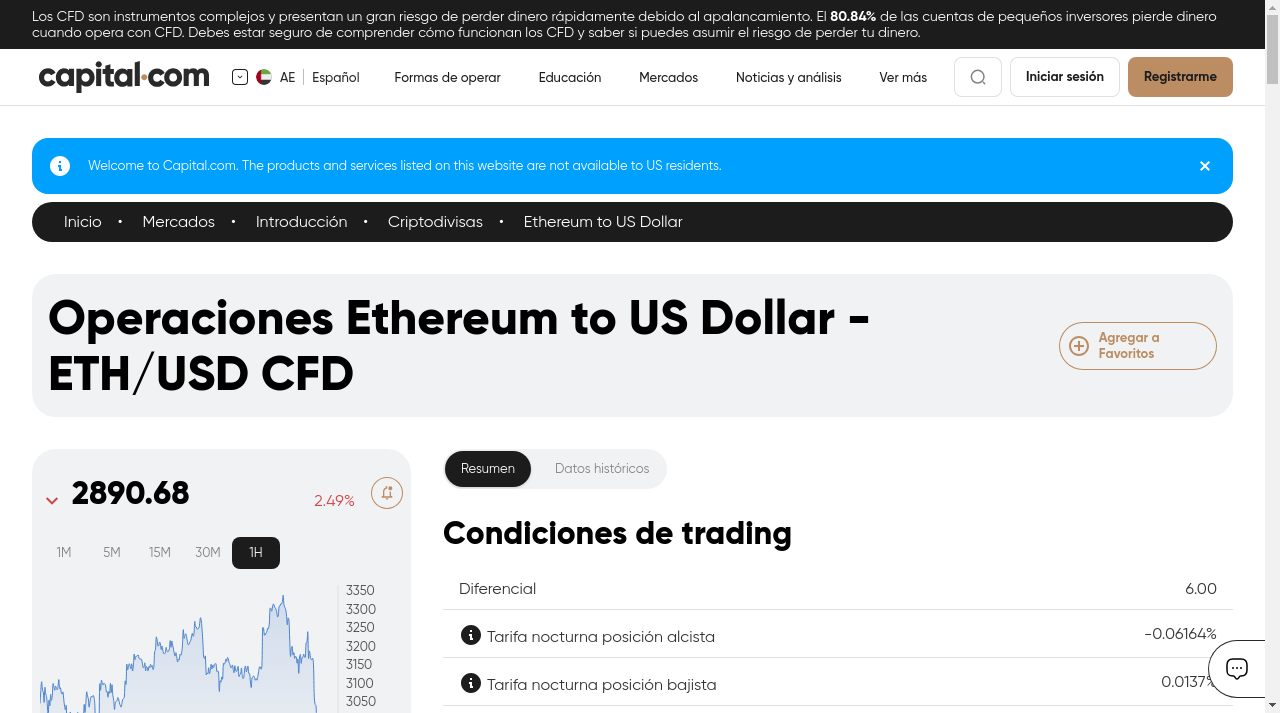 Los CFD son instrumentos complejos y presentan un gran riesgo de perder dinero rápidamente debido al apalancamiento. El 80.84% de las cuentas de pequeños inversores pierde dinero
cuando opera con CFD. Debes estar seguro de comprender cómo funcionan los CFD y saber si puedes asumir el riesgo de perder tu dinero.
capital.com AE Español Formas de operar Educación Mercados Noticias y análisis Ver más Iniciar sesión Registrarme
Welcome to Capital.com. The products and services listed on this website are not available to US residents.
Inicio • Mercados • Introducción • Criptodivisas • Ethereum to US Dollar
Operaciones Ethereum to US Dollar -
ETH/USD CFD
Agregar a
Favoritos
2890.68 2.49%
1M 5M 15M 30M 1H
3350
3300
3250
3200
3150
3100
3050
Resumen Datos históricos
Condiciones de trading
Diferencial 6.00
Tarifa nocturna posición alcista -0.06164%
Tarifa nocturna posición bajista 0.0137%